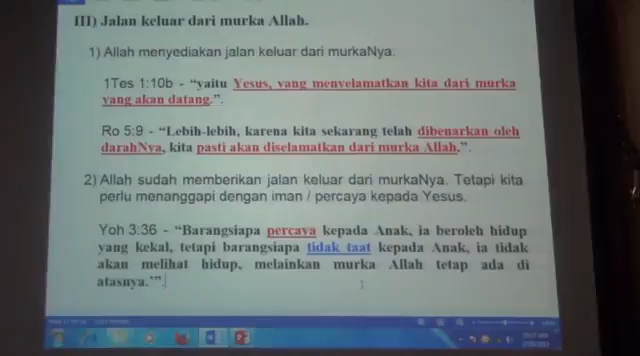 III) Jalan keluar dari murka Allah.
1) Allah menyediakan jalan keluar dari murkaNya.
1Tes 1:10b - “yaitu Yesus, yang menyelamatkan kita dari murka
yang akan datang.”.
Ro 5:9 - “Lebih-lebih, karena kita sekarang telah dibenarkan oleh
darahNya, kita pasti akan diselamatkan dari murka Allah.”.
2) Allah sudah memberikan jalan keluar dari murkaNya. Tetapi kita
perlu menanggapi dengan iman / percaya kepada Yesus.
Yoh 3:36 - “Barangsiapa percaya kepada Anak, ia beroleh hidup
yang kekal, tetapi barangsiapa tidak taat kepada Anak, ia tidak
akan melihat hidup, melainkan murka Allah tetap ada di
atasnya.’”.